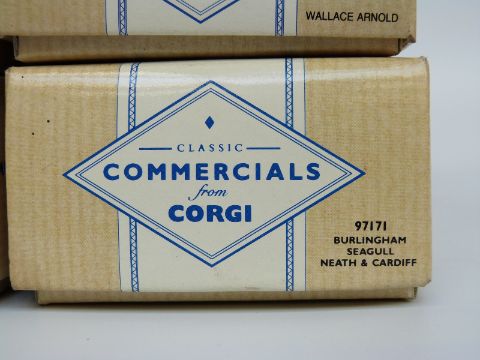 WALLACE ARNOLD
CLASSIC
COMMERCIALS
from
CORGI
97171
BURLINGHAM
SEAGULL
NEATH & CARDIFF